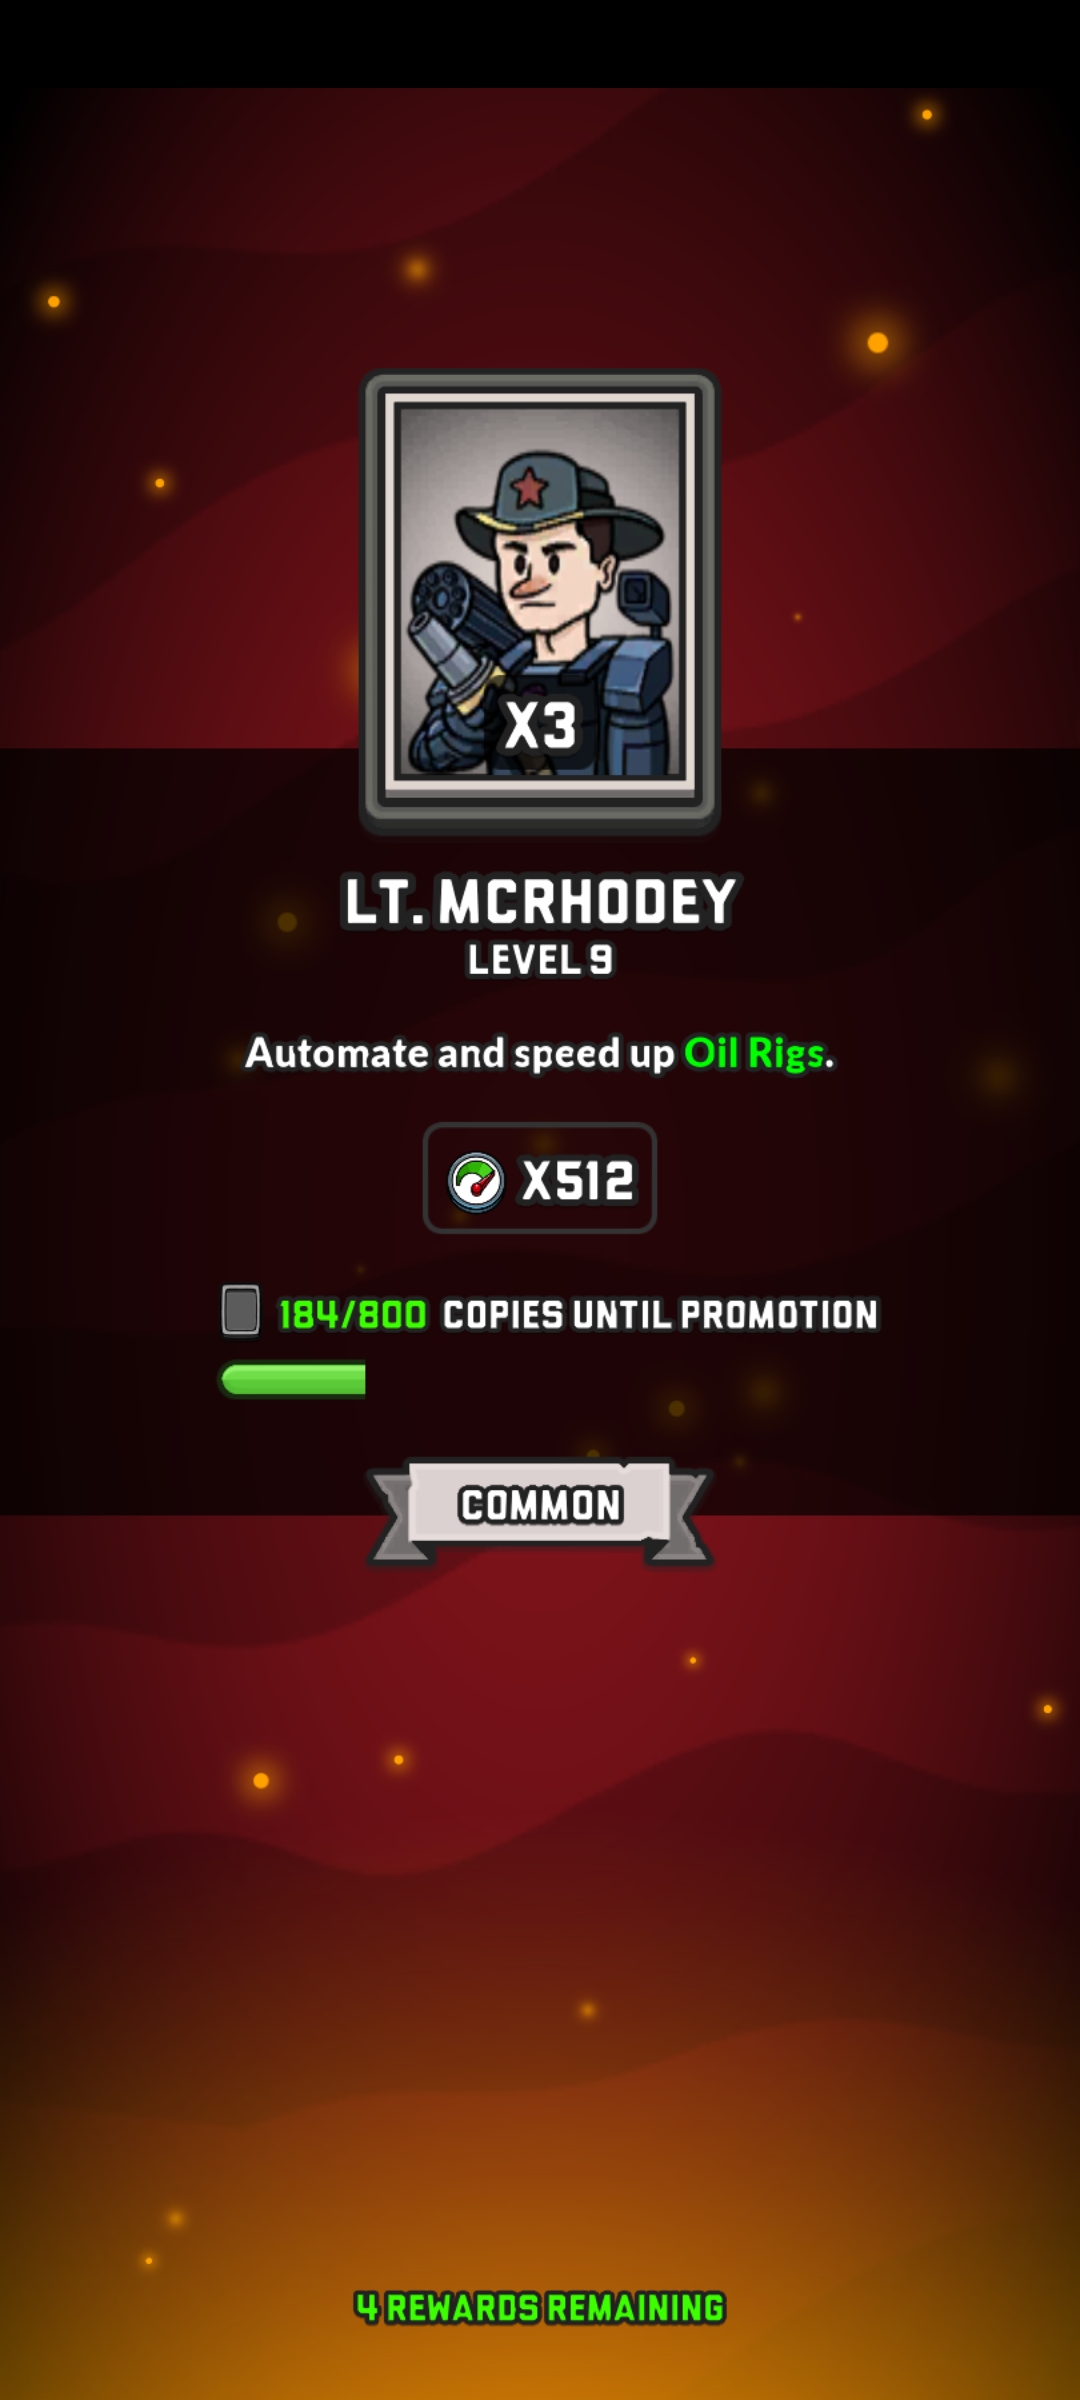 X3
LT. MCRHODEY
LEVEL 9
Automate and speed up Oil Rigs.
X512
184/800 COPIES UNTIL PROMOTION
COMMON
4 REWARDS REMAINING